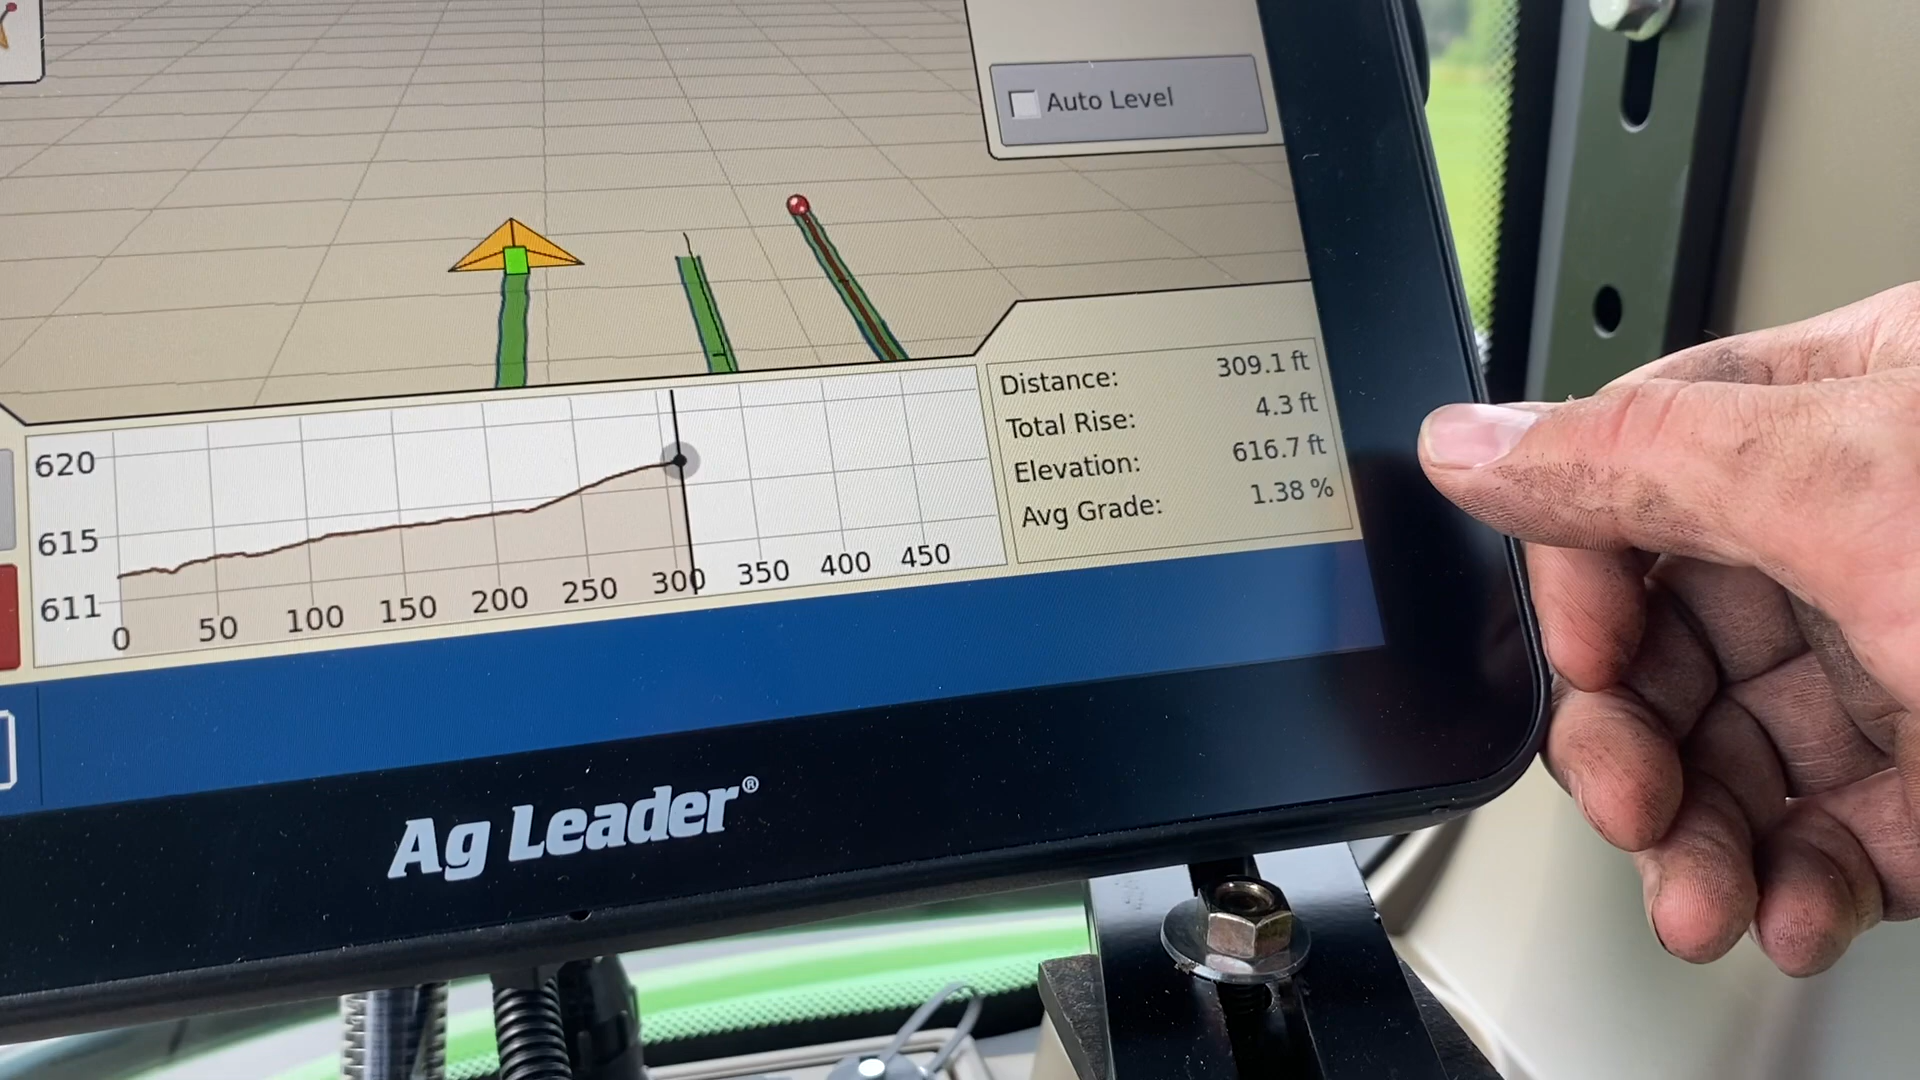 Auto Level
Distance: 309.1 ft
Total Rise: 4.3 ft
Elevation: 616.7 ft
Avg Grade: 1.38 %
620
615
611
0 50 100 150 200 250 300 350 400 450
Ag Leader®